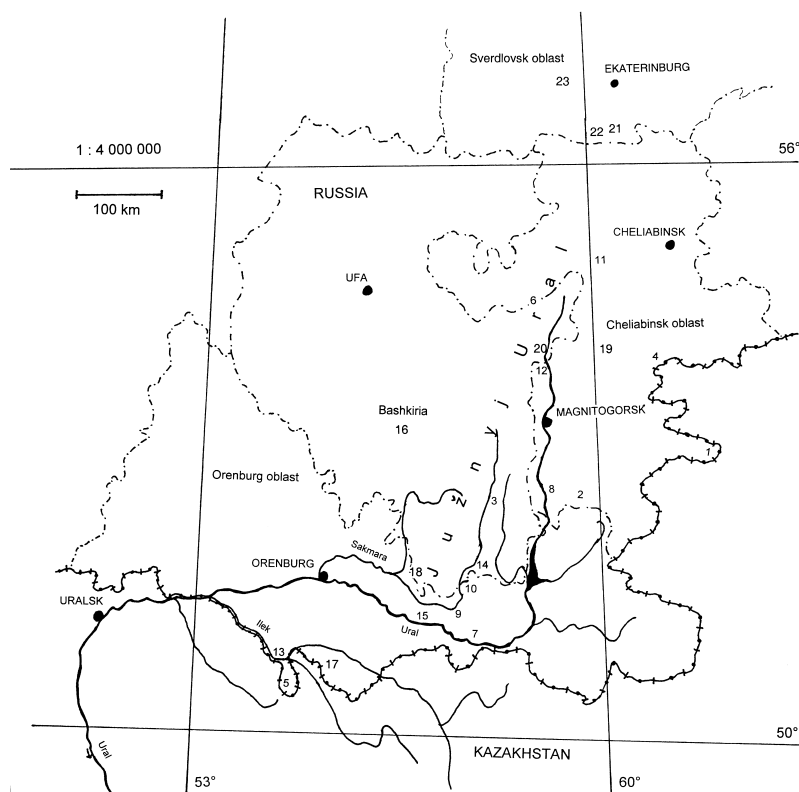 Sverdlovsk oblast
EKATERINBURG
23
22 21
1 : 4 000 000
56°
100 km
RUSSIA
CHELIABINSK
11
UFA
6
Cheliabinsk oblast
20
19
4
12
Bashkiria
16
MAGNITOGORSK
1
Južnyj Ural
Orenburg oblast
3
8
2
Sakmara
ORENBURG
18
14
10
URALSK
15
9
Ural
7
Ilek
13
17
5
Ural
50°
KAZAKHSTAN
53°
60°